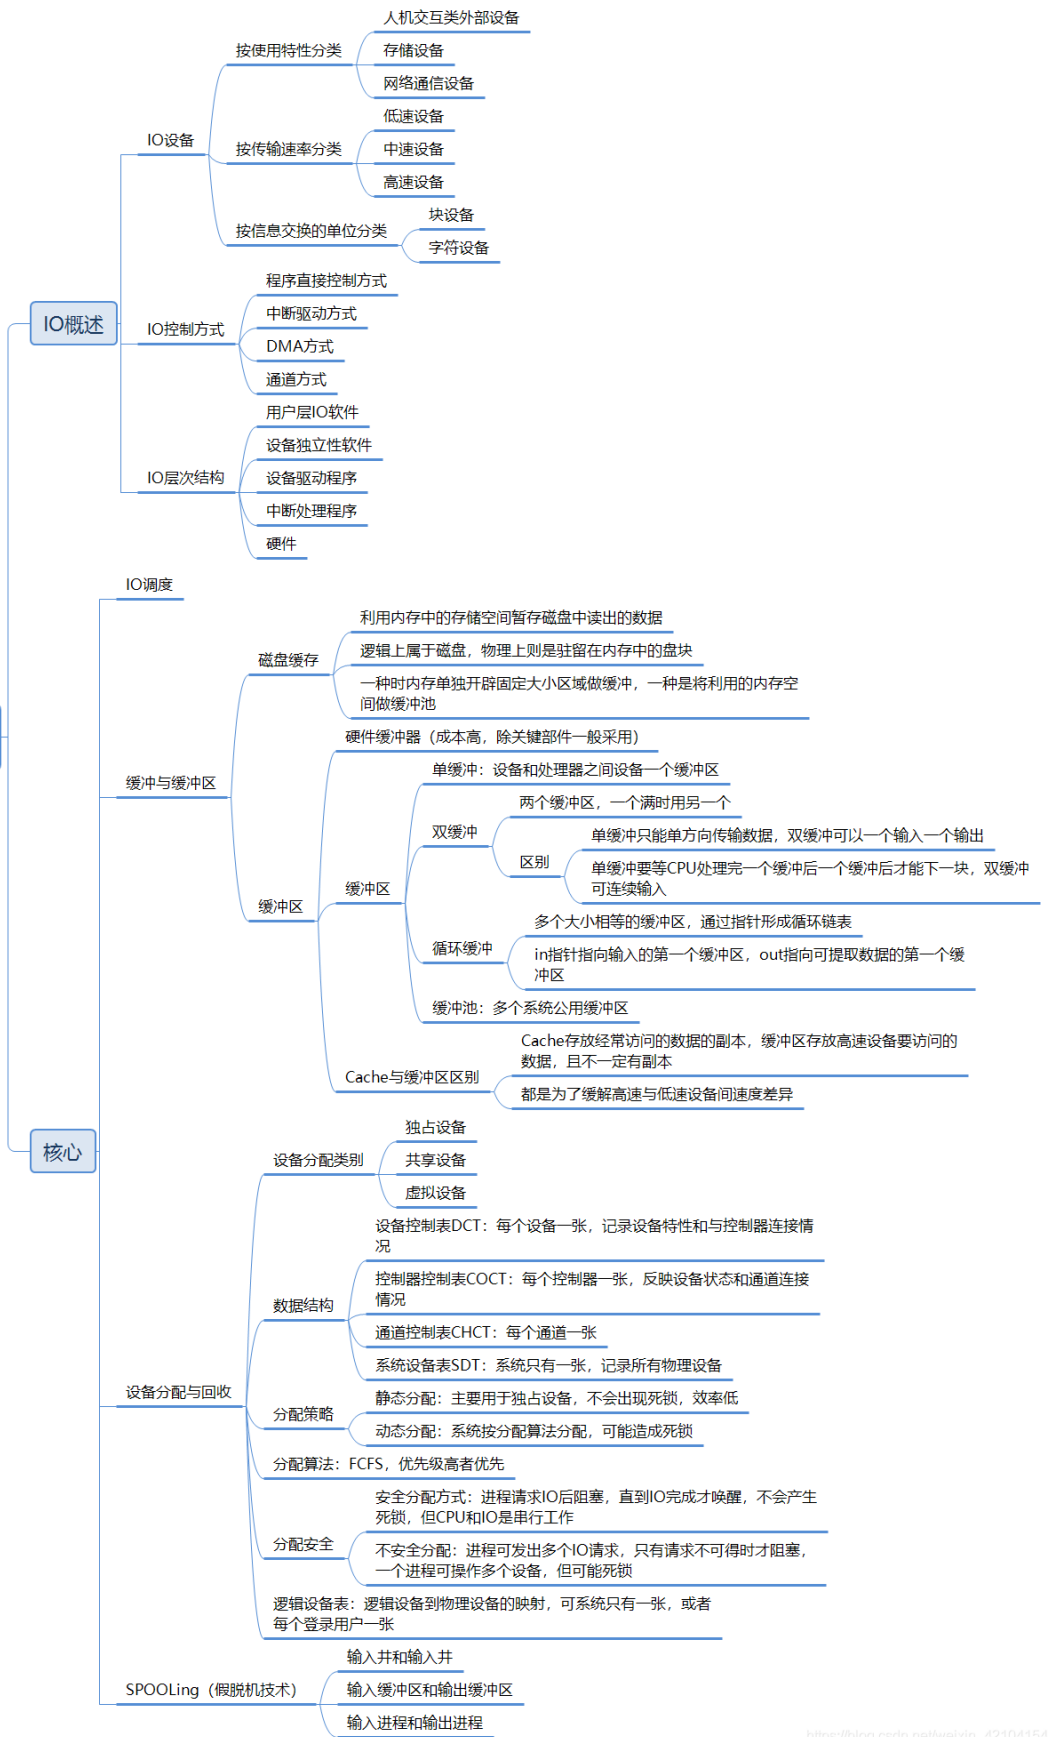 人机交互类外部设备
按使用特性分类
存储设备
网络通信设备
低速设备
IO设备
按传输速率分类
中速设备
高速设备
按信息交换的单位分类
块设备
字符设备
IO概述
程序直接控制方式
IO控制方式
中断驱动方式
DMA方式
通道方式
用户层IO软件
设备独立性软件
IO层次结构
设备驱动程序
中断处理程序
硬件
核心
IO调度
缓冲与缓冲区
磁盘缓存
利用内存中的存储空间暂存磁盘中读出的数据
逻辑上属于磁盘，物理上则是驻留在内存中的盘块
一种时内存单独开辟固定大小区域做缓冲，一种是将利用的内存空
间做缓冲池
缓冲区
硬件缓冲器（成本高，除关键部件一般采用）
缓冲区
单缓冲：设备和处理器之间设备一个缓冲区
双缓冲
两个缓冲区，一个满时用另一个
区别
单缓冲只能单方向传输数据，双缓冲可以一个输入一个输出
单缓冲要等CPU处理完一个缓冲后一个缓冲后才能下一块，双缓冲
可连续输入
循环缓冲
多个大小相等的缓冲区，通过指针形成循环链表
in指针指向输入的第一个缓冲区，out指向可提取数据的第一个缓
冲区
缓冲池：多个系统公用缓冲区
Cache与缓冲区区别
Cache存放经常访问的数据的副本，缓冲区存放高速设备要访问的
数据，且不一定有副本
都是为了缓解高速与低速设备间速度差异
设备分配与回收
设备分配类别
独占设备
共享设备
虚拟设备
数据结构
设备控制表DCT：每个设备一张，记录设备特性和与控制器连接情
况
控制器控制表COCT：每个控制器一张，反映设备状态和通道连接
情况
通道控制表CHCT：每个通道一张
系统设备表SDT：系统只有一张，记录所有物理设备
分配策略
静态分配：主要用于独占设备，不会出现死锁，效率低
动态分配：系统按分配算法分配，可能造成死锁
分配算法：FCFS，优先级高者优先
分配安全
安全分配方式：进程请求IO后阻塞，直到IO完成才唤醒，不会产生
死锁，但CPU和IO是串行工作
不安全分配：进程可发出多个IO请求，只有请求不可得时才阻塞，
一个进程可操作多个设备，但可能死锁
逻辑设备表：逻辑设备到物理设备的映射，可系统只有一张，或者
每个登录用户一张
SPOOLing（假脱机技术）
输入井和输入井
输入缓冲区和输出缓冲区
输入进程和输出进程
https://blog.csdn.net/weixin_42104154